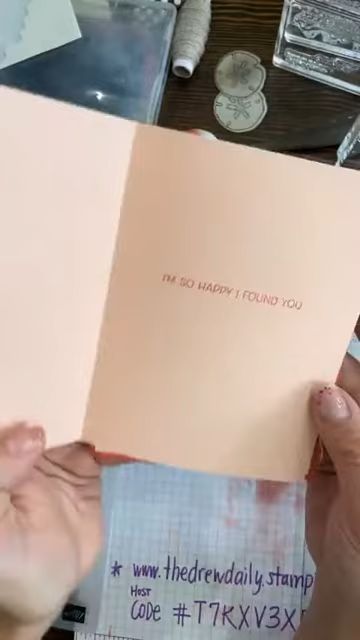 I'M SO HAPPY I FOUND YOU
* www.thedrewdaily.stamp
HOST
CODE #T7KXV3X